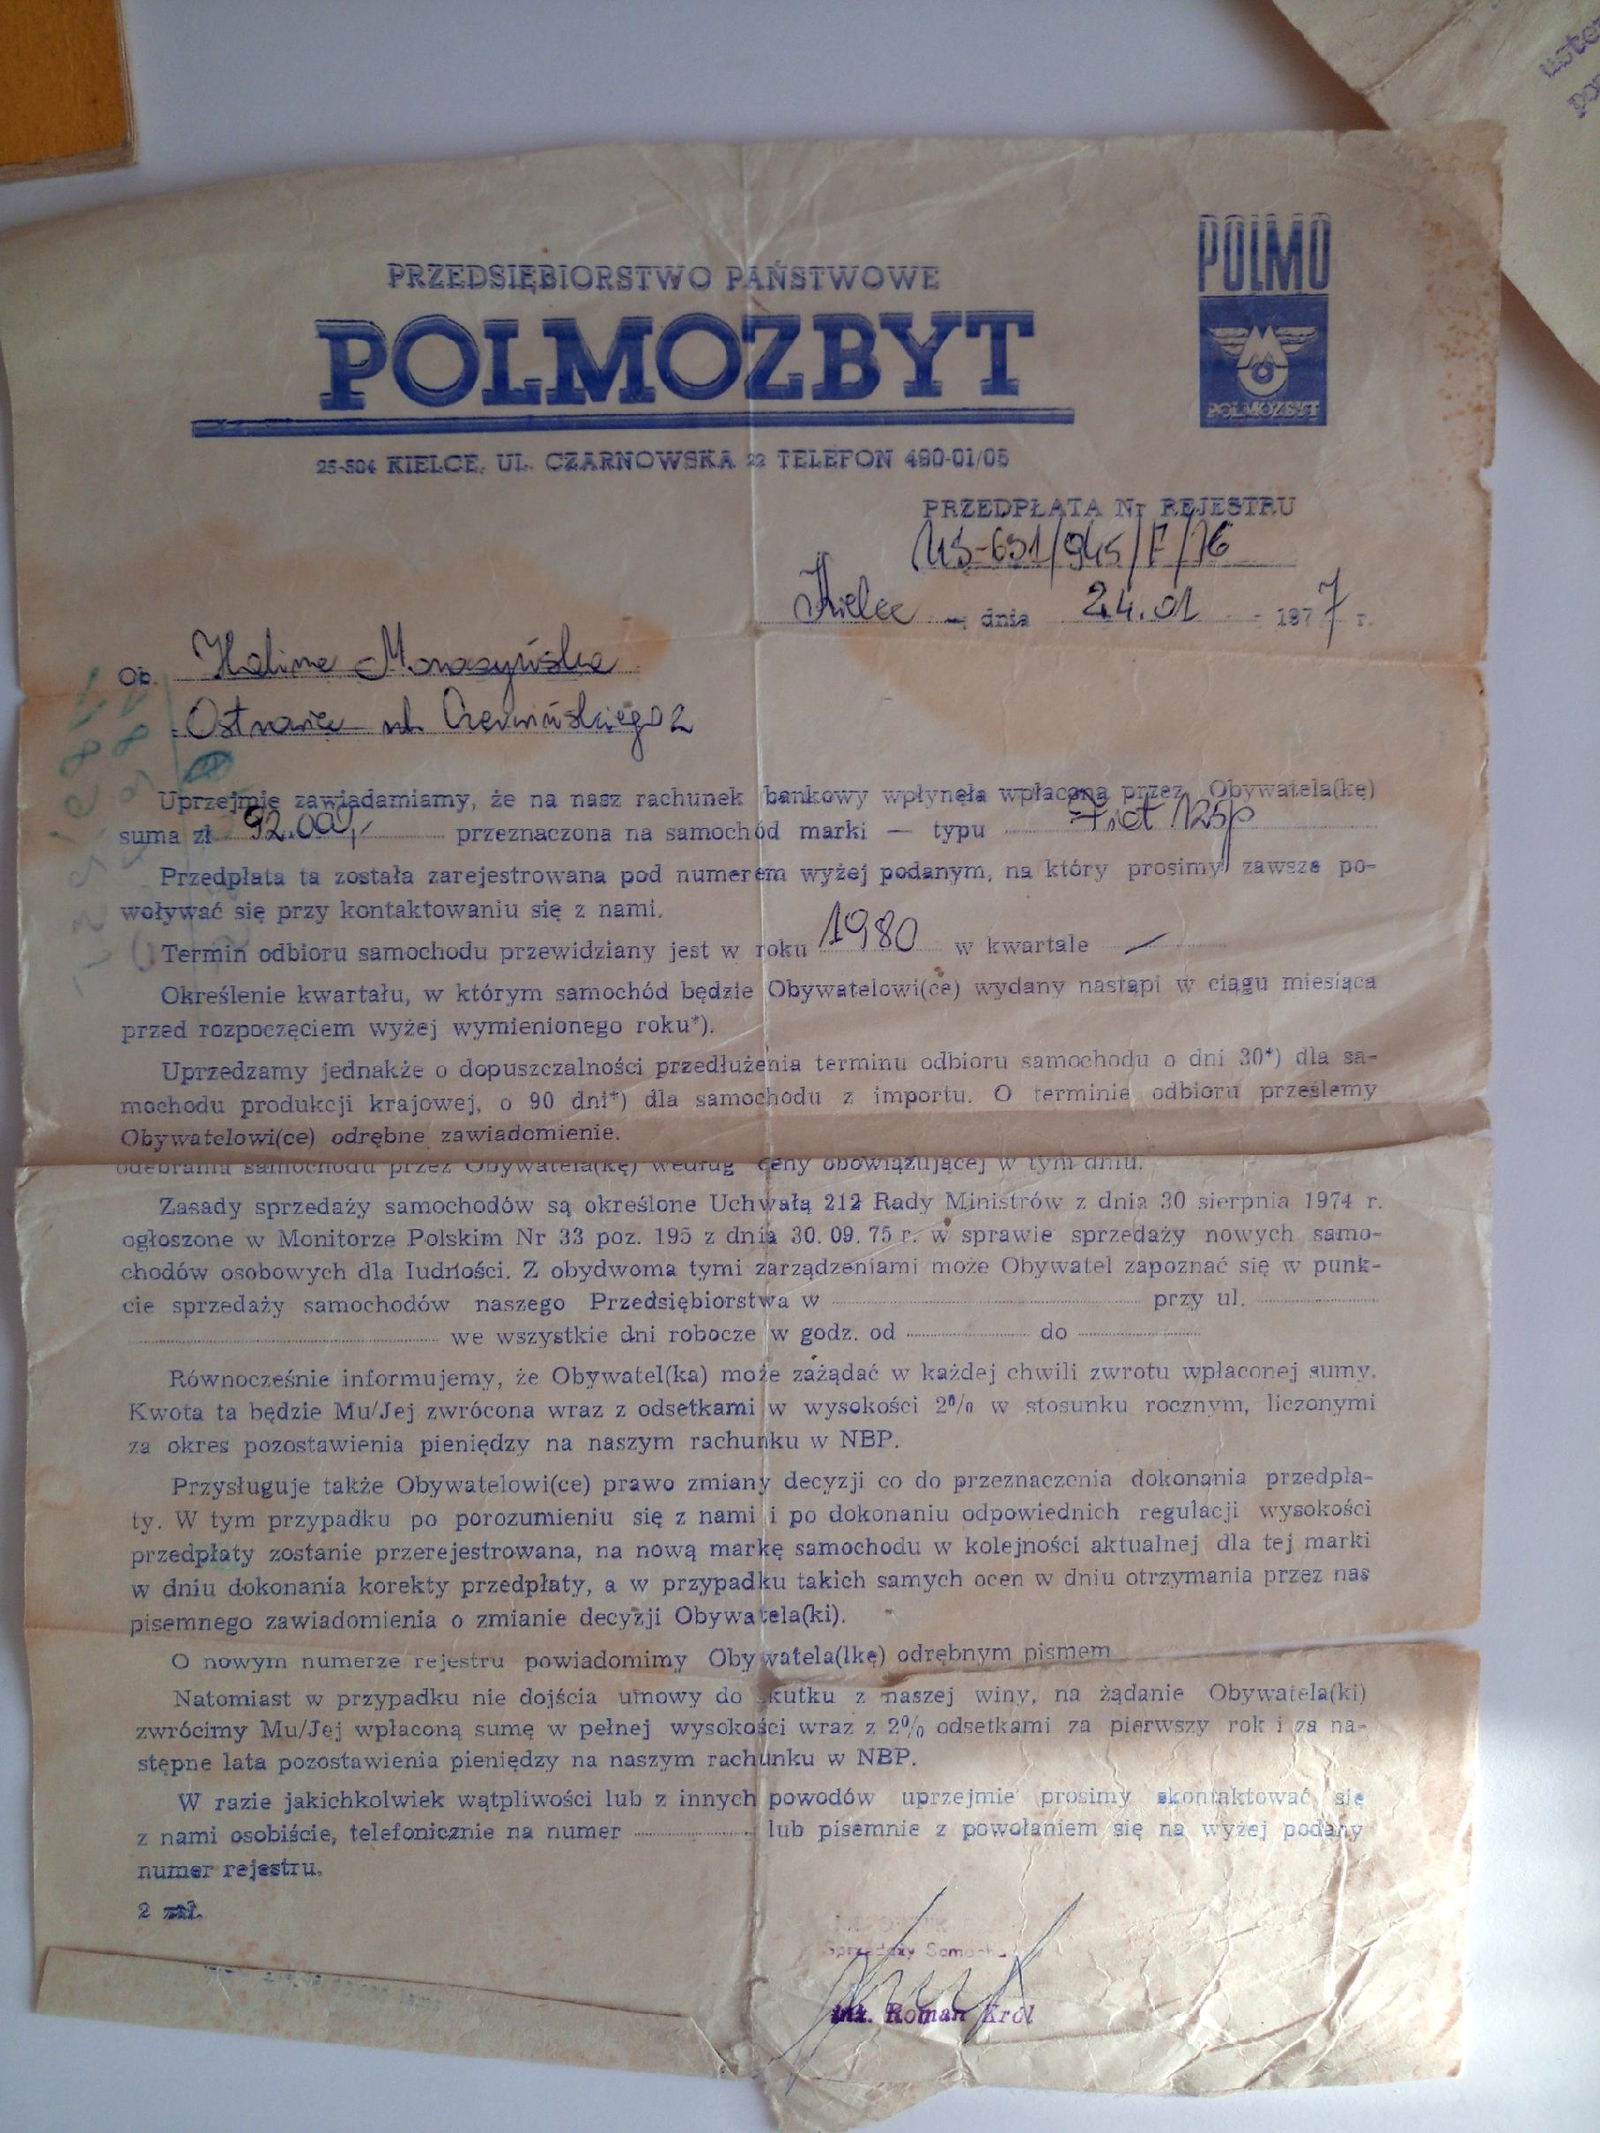 uste
po
POLMO
PRZEDSIĘBIORSTWO PAŃSTWOWE
POLMOZBYT
POLMOZBYT
25-504 KIELCE, UL. CZARNOWSKA 22 TELEFON 490-01/05
PRZEDPŁATA Nr REJESTRU
/945/F/76
Kielce – dnia 24.01 1977 r.
Ob. Halina
ul. 2
Uprzejmie zawiadamiamy, że na nasz rachunek bankowy wpłynęła wpłacona przez Obywatela(kę)
suma zł 92.000,- przeznaczona na samochód marki — typu Fiat 125p
Przedpłata ta została zarejestrowana pod numerem wyżej podanym, na który prosimy zawsze po-
woływać się przy kontaktowaniu się z nami.
Termin odbioru samochodu przewidziany jest w roku 1980 w kwartale —
Określenie kwartału, w którym samochód będzie Obywatelowi(ce) wydany nastąpi w ciągu miesiąca
przed rozpoczęciem wyżej wymienionego roku*).
Uprzedzamy jednakże o dopuszczalności przedłużenia terminu odbioru samochodu o dni 30*) dla sa-
mochodu produkcji krajowej, o 90 dni*) dla samochodu z importu. O terminie odbioru prześlemy
Obywatelowi(ce) odrębne zawiadomienie.
odebrania samochodu przez Obywatela(kę) według ceny obowiązującej w tym dniu.
Zasady sprzedaży samochodów są określone Uchwałą 212 Rady Ministrów z dnia 30 sierpnia 1974 r.
ogłoszone w Monitorze Polskim Nr 33 poz. 195 z dnia 30. 09. 75 r. w sprawie sprzedaży nowych samo-
chodów osobowych dla ludności. Z obydwoma tymi zarządzeniami może Obywatel zapoznać się w punk-
cie sprzedaży samochodów naszego Przedsiębiorstwa w ........ przy ul. ........
........ we wszystkie dni robocze w godz. od ........ do ........
Równocześnie informujemy, że Obywatel(ka) może zażądać w każdej chwili zwrotu wpłaconej sumy.
Kwota ta będzie Mu/Jej zwrócona wraz z odsetkami w wysokości 2% w stosunku rocznym, liczonymi
za okres pozostawienia pieniędzy na naszym rachunku w NBP.
Przysługuje także Obywatelowi(ce) prawo zmiany decyzji co do przeznaczenia dokonania przedpła-
ty. W tym przypadku po porozumieniu się z nami i po dokonaniu odpowiednich regulacji wysokości
przedpłaty zostanie przerejestrowana, na nową markę samochodu w kolejności aktualnej dla tej marki
w dniu dokonania korekty przedpłaty, a w przypadku takich samych ocen w dniu otrzymania przez nas
pisemnego zawiadomienia o zmianie decyzji Obywatela(ki).
O nowym numerze rejestru powiadomimy Obywatela(lkę) odrębnym pismem
Natomiast w przypadku nie dojścia umowy do skutku z naszej winy, na żądanie Obywatela(ki)
zwrócimy Mu/Jej wpłaconą sumę w pełnej wysokości wraz z 2% odsetkami za pierwszy rok i za na-
stępne lata pozostawienia pieniędzy na naszym rachunku w NBP.
W razie jakichkolwiek wątpliwości lub z innych powodów uprzejmie prosimy skontaktować się
z nami osobiście, telefonicznie na numer ........ lub pisemnie z powołaniem się na wyżej podany
numer rejestru.
2 zał.
Sprzedaży
inż. Roman Król